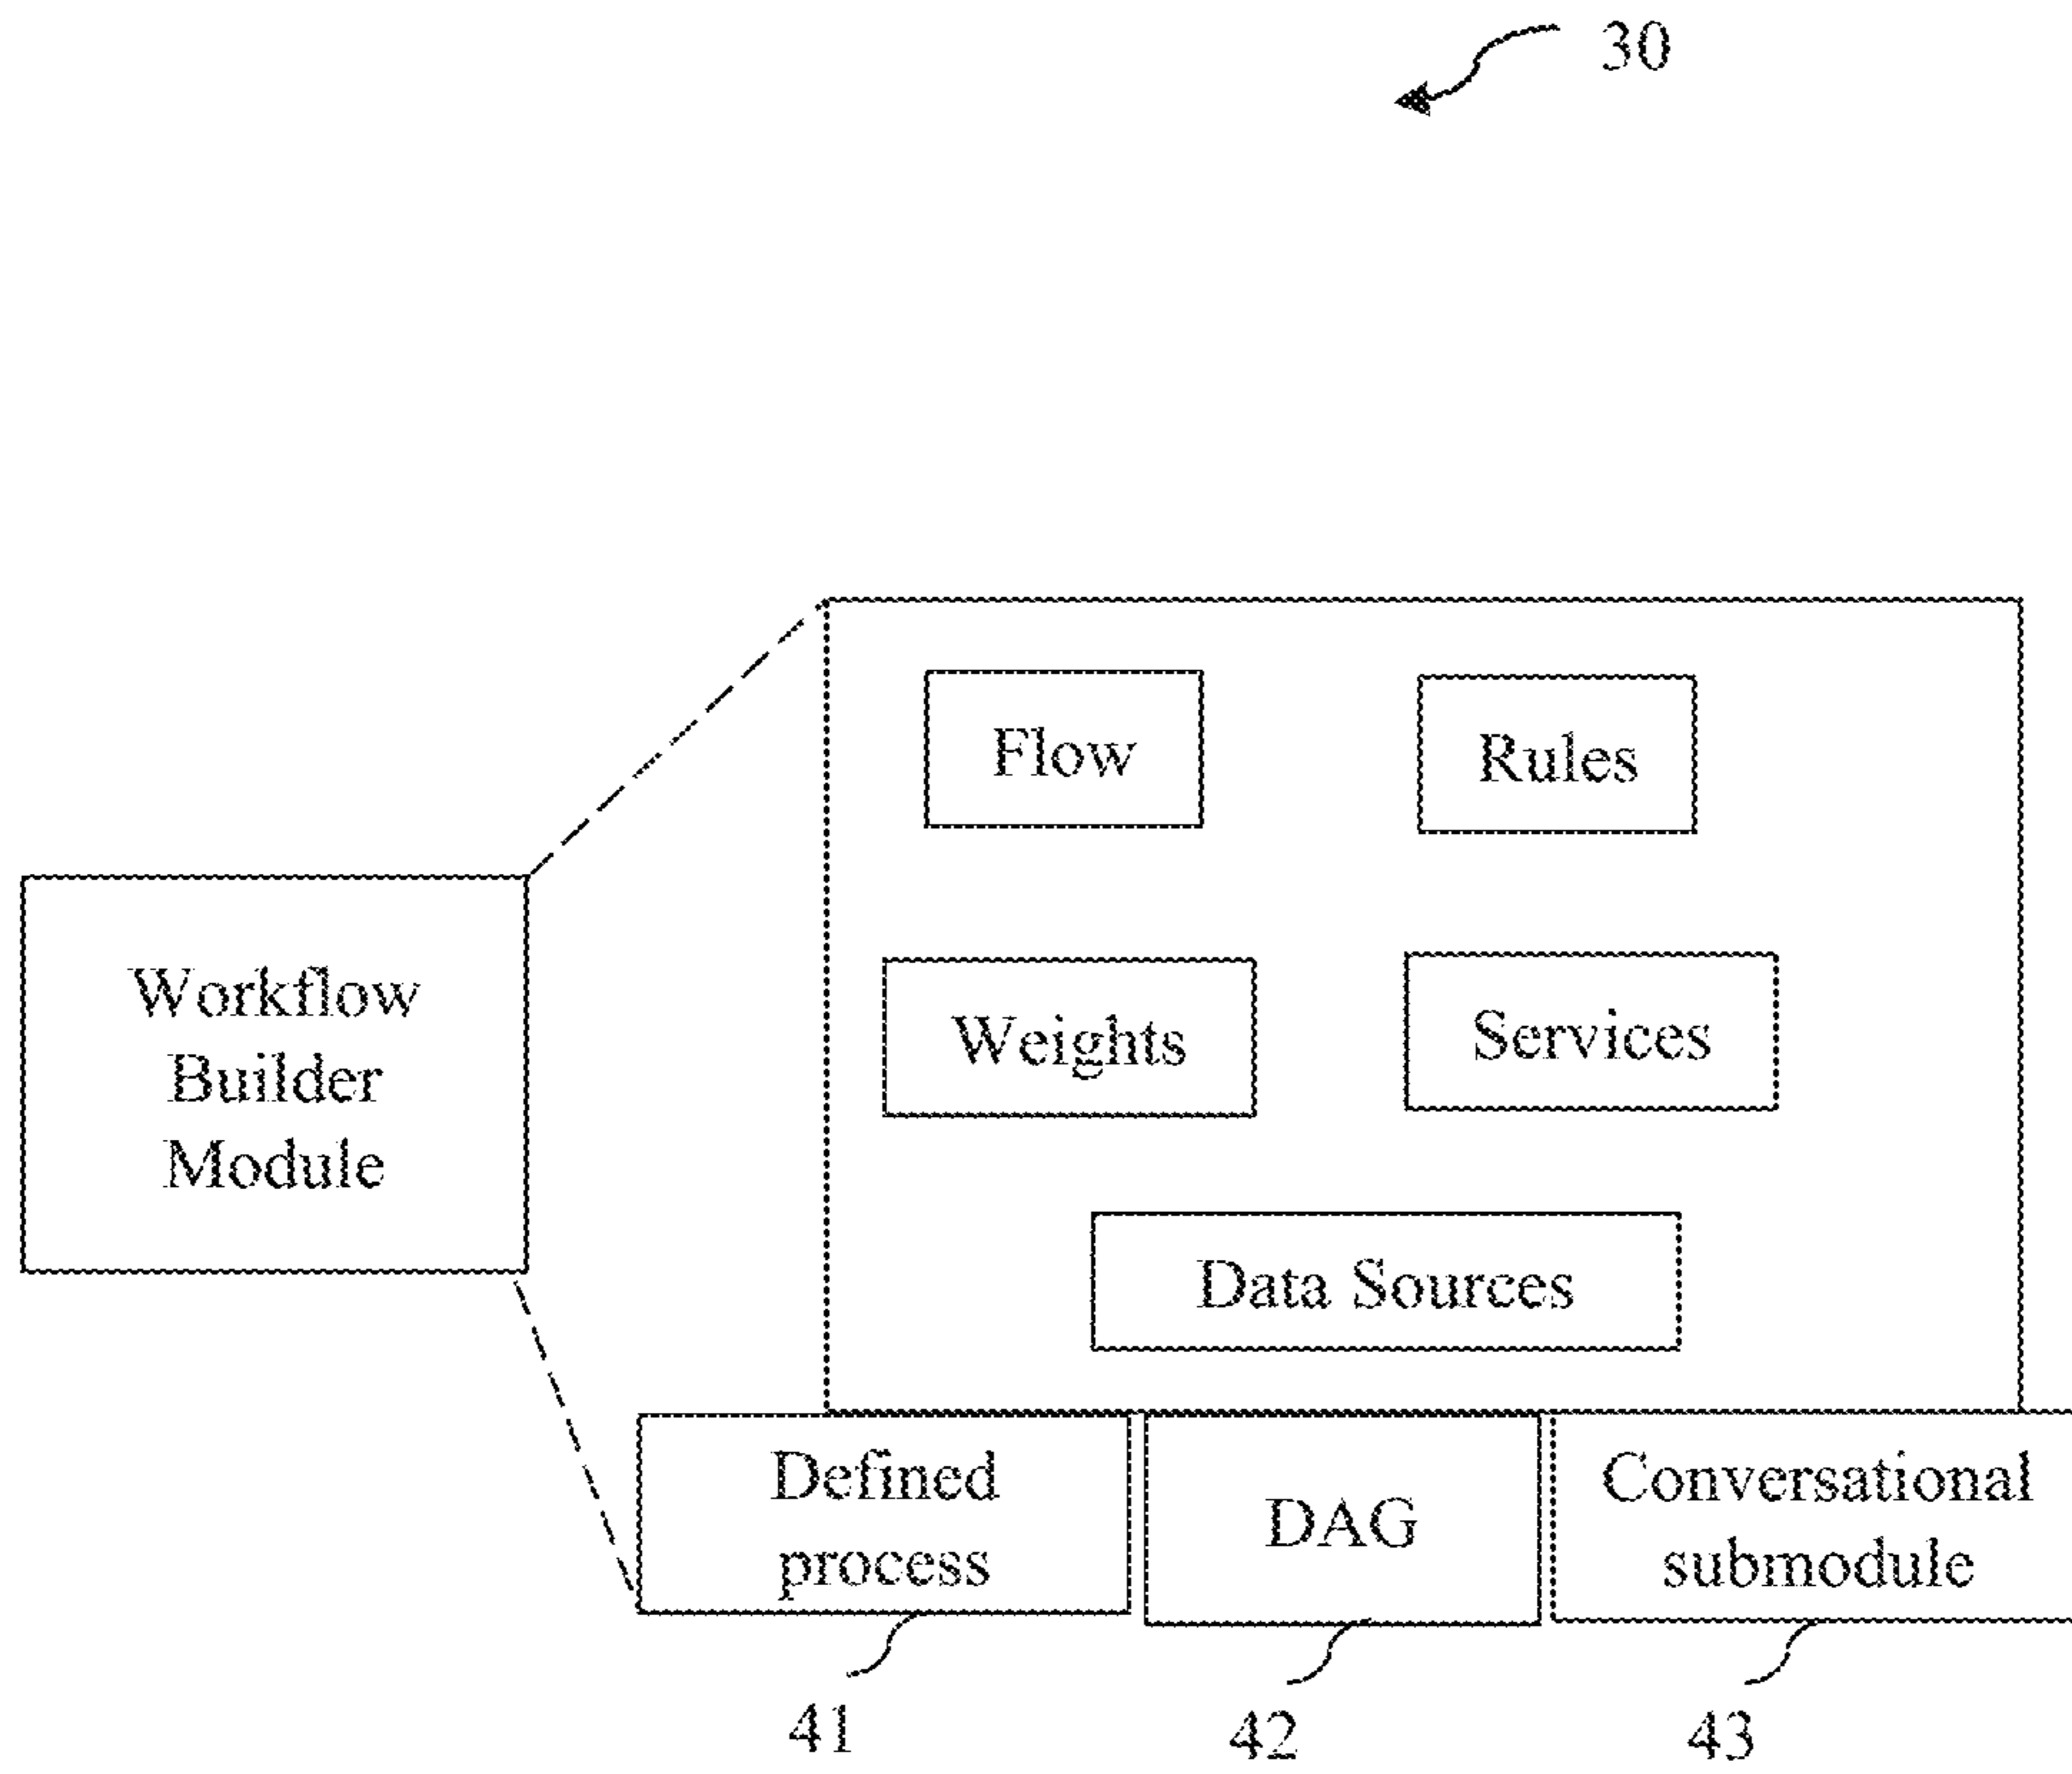 30
Flow
Rules
Workflow
Builder
Module
Weights
Services
Data Sources
Defined
process
DAG
Conversational
submodule
41
42
43